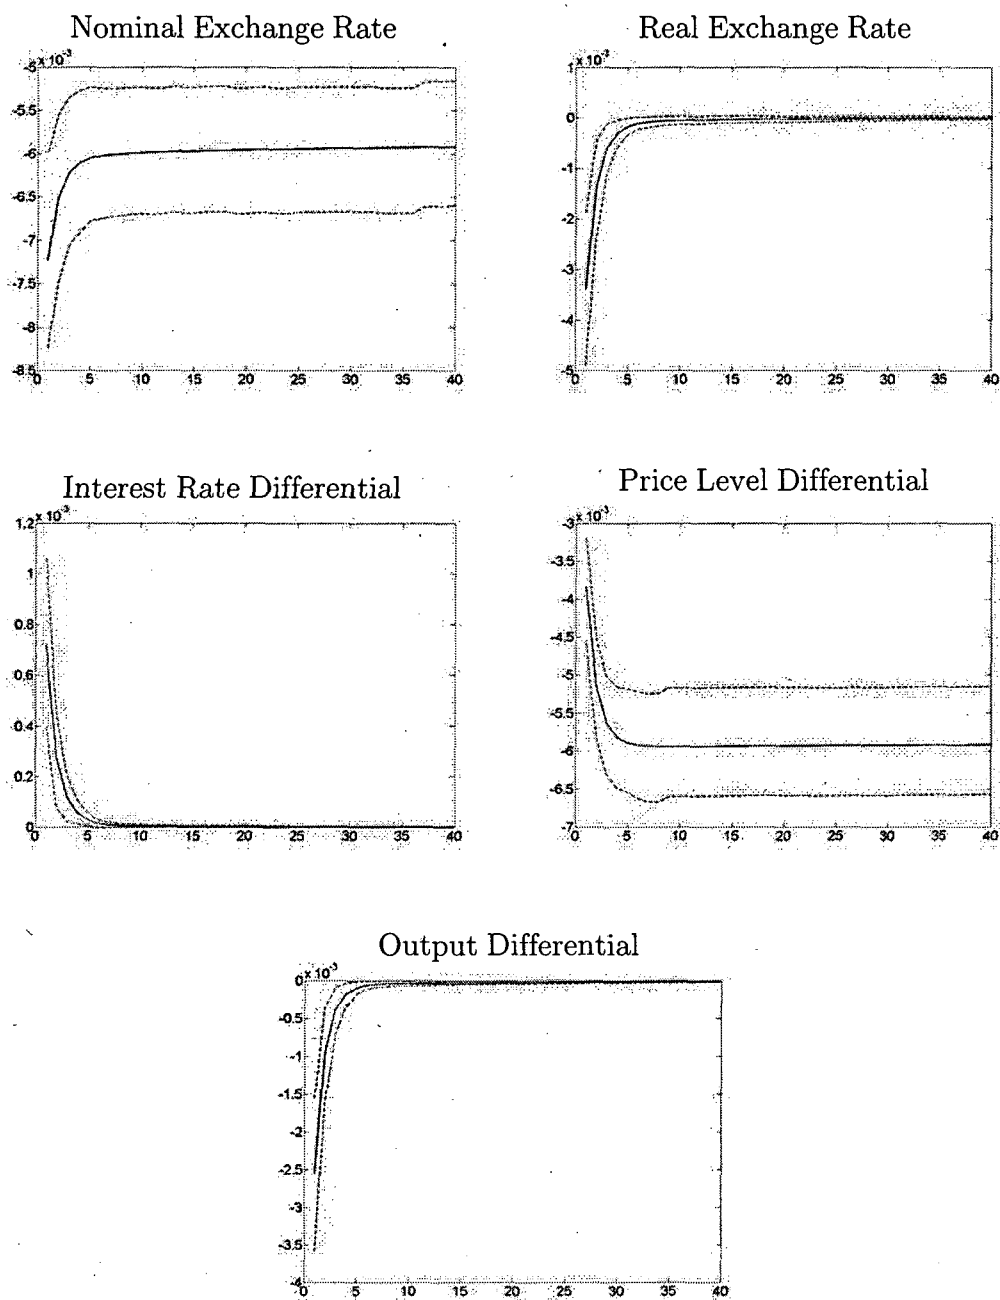 Nominal Exchange Rate
x 10-3
-5
-5.5
-6
-6.5
-7
-7.5
-8
-8.5
0 5 10 15 20 25 30 35 40
Real Exchange Rate
x 10-3
1
0
-1
-2
-3
-4
-5
0 5 10 15 20 25 30 35 40
Interest Rate Differential
x 10-3
1.2
1
0.8
0.6
0.4
0.2
0
0 5 10 15 20 25 30 35 40
Price Level Differential
x 10-3
-3
-3.5
-4
-4.5
-5
-5.5
-6
-6.5
-7
0 5 10 15 20 25 30 35 40
Output Differential
x 10-3
0
-0.5
-1
-1.5
-2
-2.5
-3
-3.5
-4
0 5 10 15 20 25 30 35 40